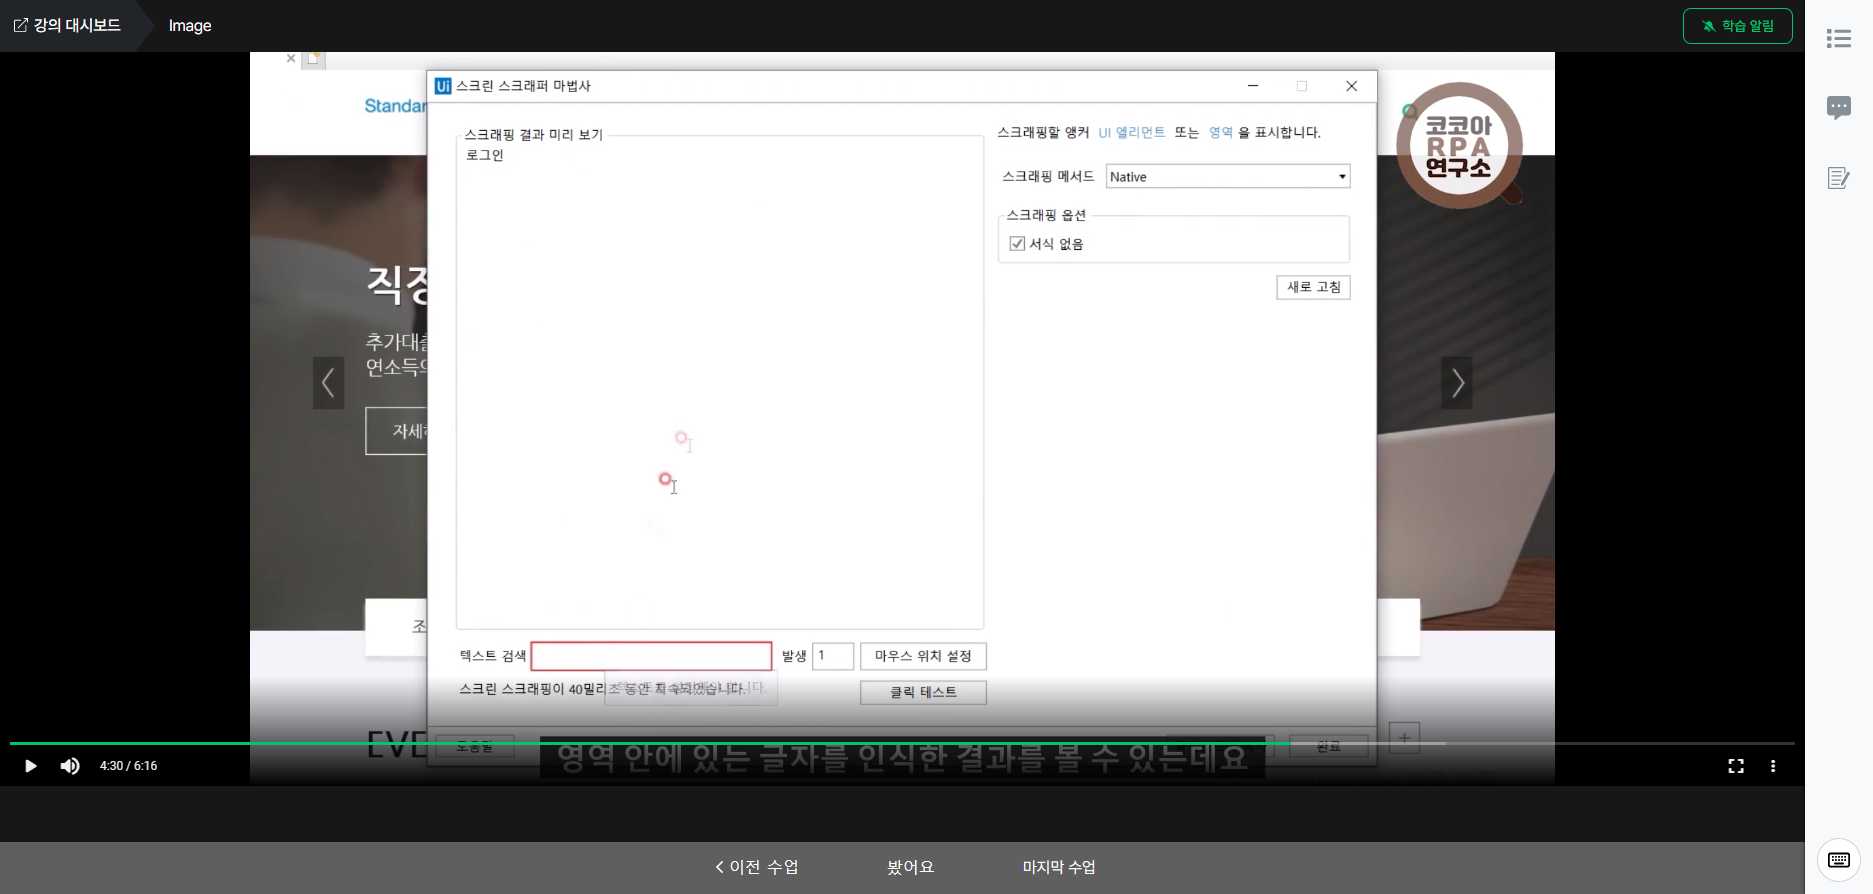 강의 대시보드
Image
학습 알림
Standar
Ui 스크린 스크래퍼 마법사
코코아
RPA
연구소
스크래핑 결과 미리 보기
로그인
스크래핑할 앵커 UI 엘리먼트 또는 영역 을 표시합니다.
스크래핑 메서드 Native
스크래핑 옵션
서식 없음
새로 고침
직장
추가대출
연소득의
자세히
조
텍스트 검색
발생 1
마우스 위치 설정
스크린 스크래핑이 40밀리초 동안 지속되었습니다.
클릭 테스트
EVE
도움말
완료
영역 안에 있는 글자를 인식한 결과를 볼 수 있는데요
4:30 / 6:16
이전 수업
봤어요
마지막 수업